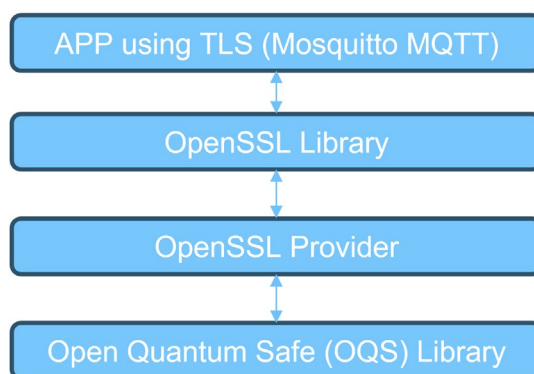 APP using TLS (Mosquitto MQTT)
OpenSSL Library
OpenSSL Provider
Open Quantum Safe (OQS) Library